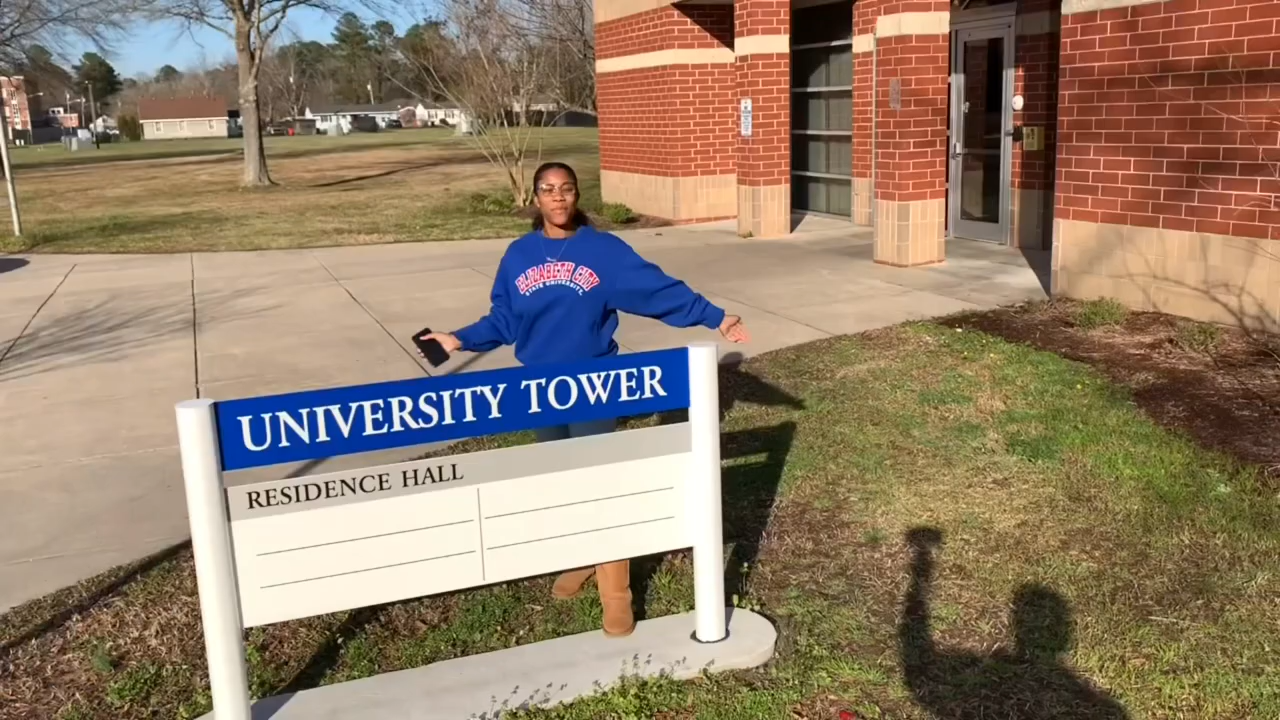 ELIZABETH CITY
STATE UNIVERSITY
UNIVERSITY TOWER
RESIDENCE HALL